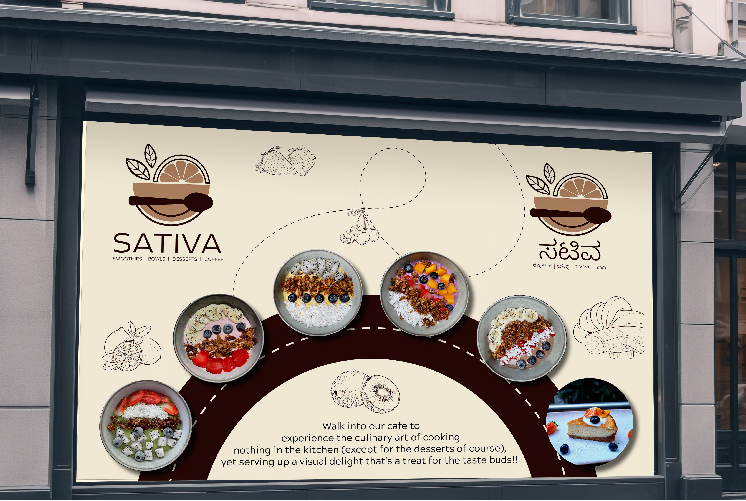 SATIVA
SMOOTHIES | BOWLS | DESSERTS | COFFEE
ಸಟಿವ
Walk into our cafe to
experience the culinary art of cooking
nothing in the kitchen (except for the desserts of course),
yet serving up a visual delight that's a treat for the taste buds!!